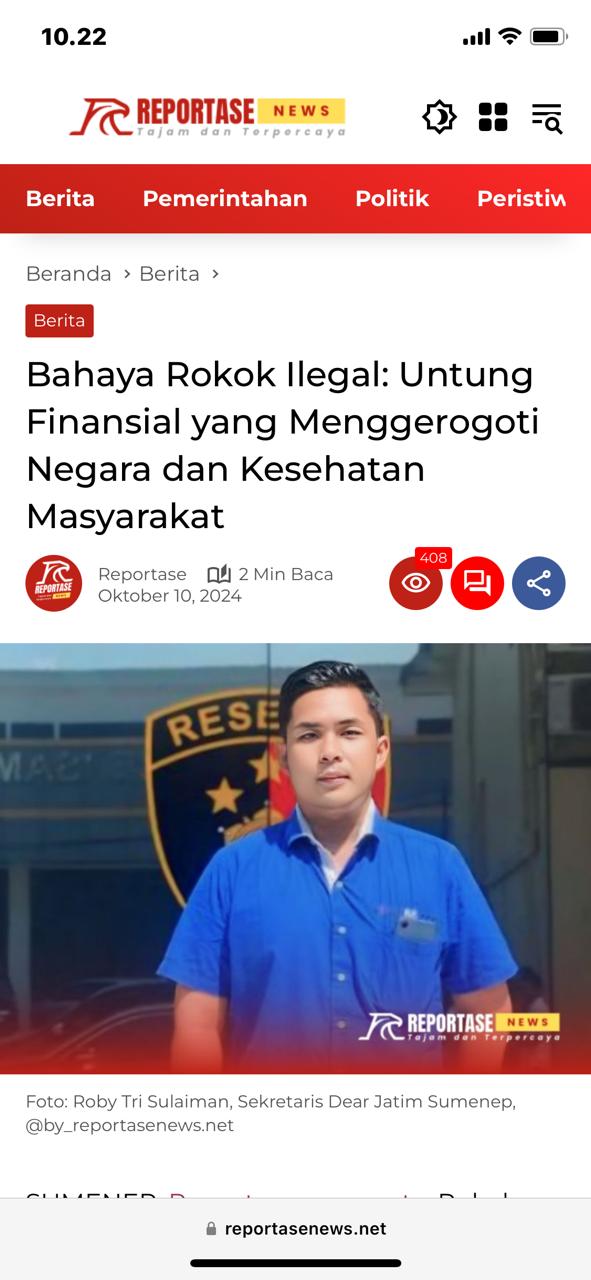 10.22
REPORTASE NEWS
Tajam dan Terpercaya
Berita Pemerintahan Politik Peristiw
Beranda > Berita >
Berita
Bahaya Rokok Ilegal: Untung
Finansial yang Menggerogoti
Negara dan Kesehatan
Masyarakat
Reportase 2 Min Baca
Oktober 10, 2024
408
REPORTASE
NEWS
RESE
REPORTASE NEWS
Tajam dan Terpercaya
Foto: Roby Tri Sulaiman, Sekretaris Dear Jatim Sumenep,
@by_reportasenews.net
reportasenews.net